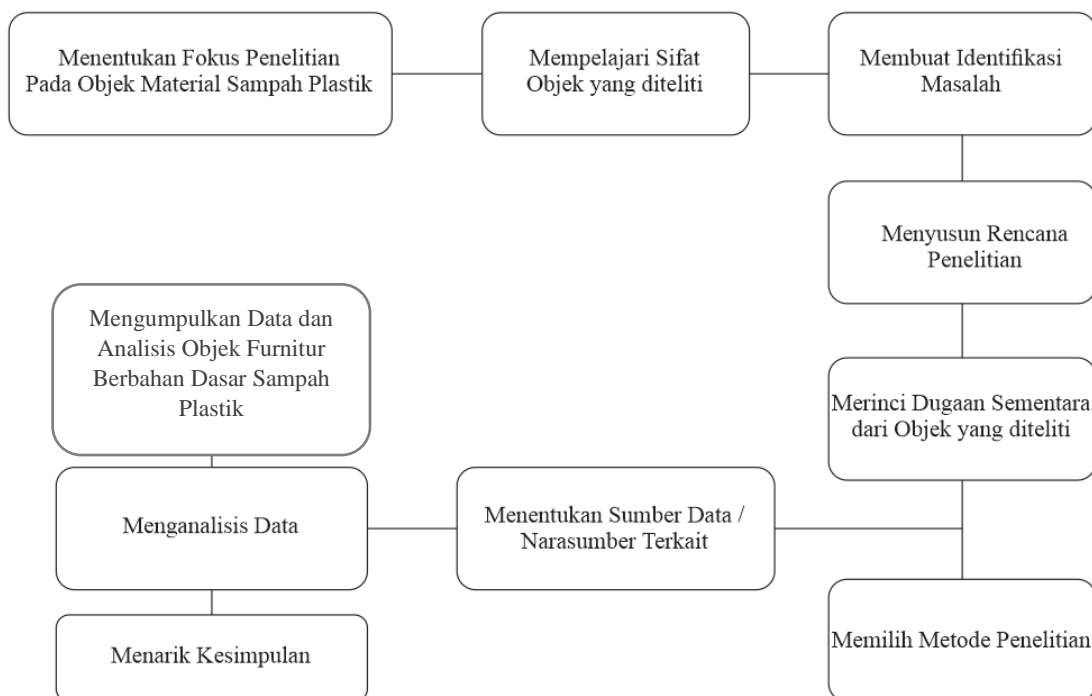 Menentukan Fokus Penelitian
Pada Objek Material Sampah Plastik
Mempelajari Sifat
Objek yang diteliti
Membuat Identifikasi
Masalah
Menyusun Rencana
Penelitian
Merinci Dugaan Sementara
dari Objek yang diteliti
Memilih Metode Penelitian
Menentukan Sumber Data /
Narasumber Terkait
Mengumpulkan Data dan
Analisis Objek Furnitur
Berbahan Dasar Sampah
Plastik
Menganalisis Data
Menarik Kesimpulan